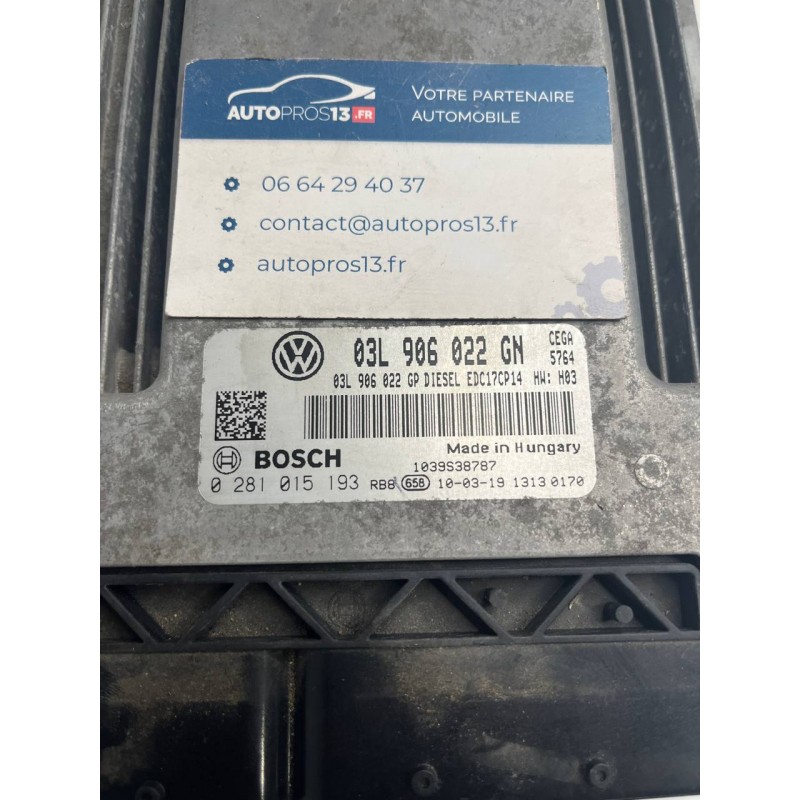 AUTOPROS13.FR
VOTRE PARTENAIRE
AUTOMOBILE
06 64 29 40 37
contact@autopros13.fr
autopros13.fr
VW 03L 906 022 GN CEGA
5764
03L 906 022 GP DIESEL EDC17CP14 HW: H03
Made in Hungary
BOSCH
1039S38787
0 281 015 193 RB8 658 10-03-19 1313 0170